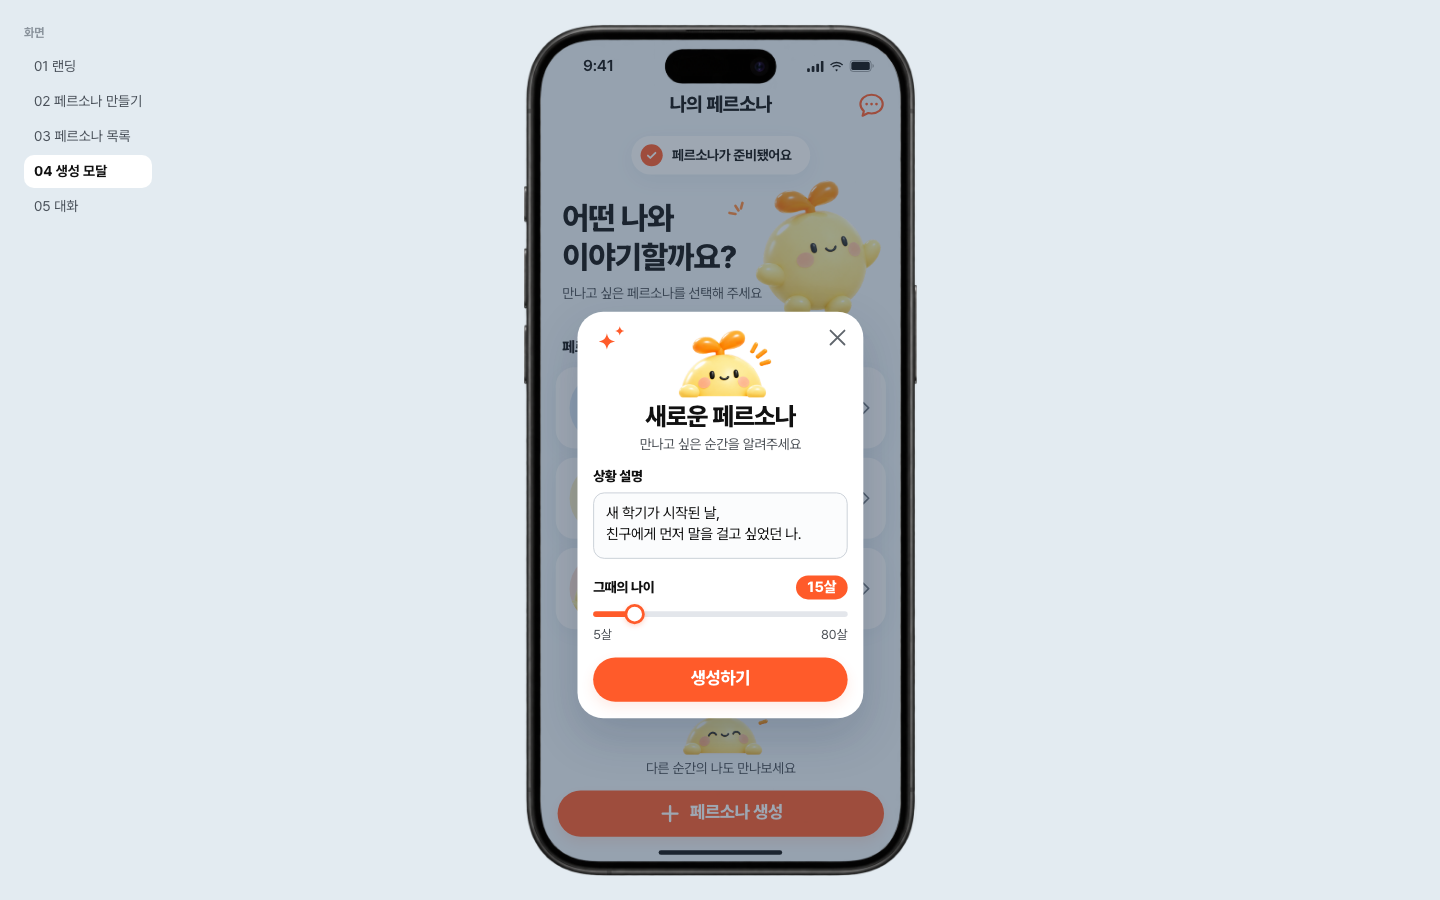 화면
01 랜딩
02 페르소나 만들기
03 페르소나 목록
04 생성 모달
05 대화
9:41
나의 페르소나
페르소나가 준비됐어요
어떤 나와
이야기할까요?
만나고 싶은 페르소나를 선택해 주세요
새로운 페르소나
만나고 싶은 순간을 알려주세요
상황 설명
새 학기가 시작된 날,
친구에게 먼저 말을 걸고 싶었던 나.
그때의 나이
15살
5살
80살
생성하기
다른 순간의 나도 만나보세요
페르소나 생성